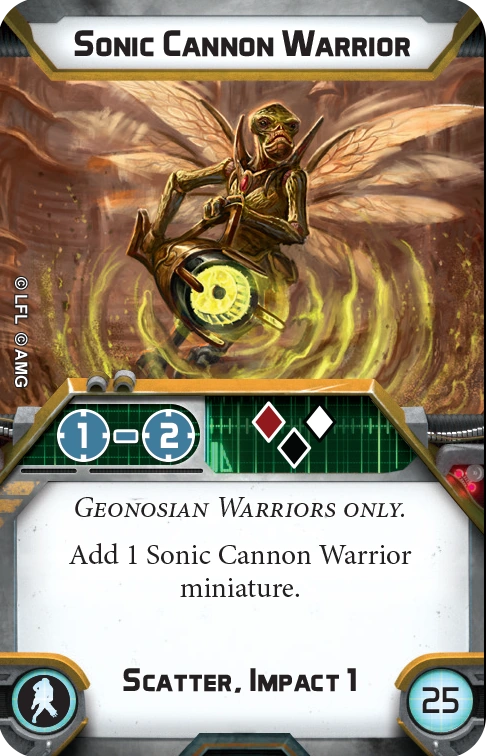 Sonic Cannon Warrior
© LFL © AMG
1 - 2
Geonosian Warriors only.
Add 1 Sonic Cannon Warrior
miniature.
Scatter, Impact 1
25